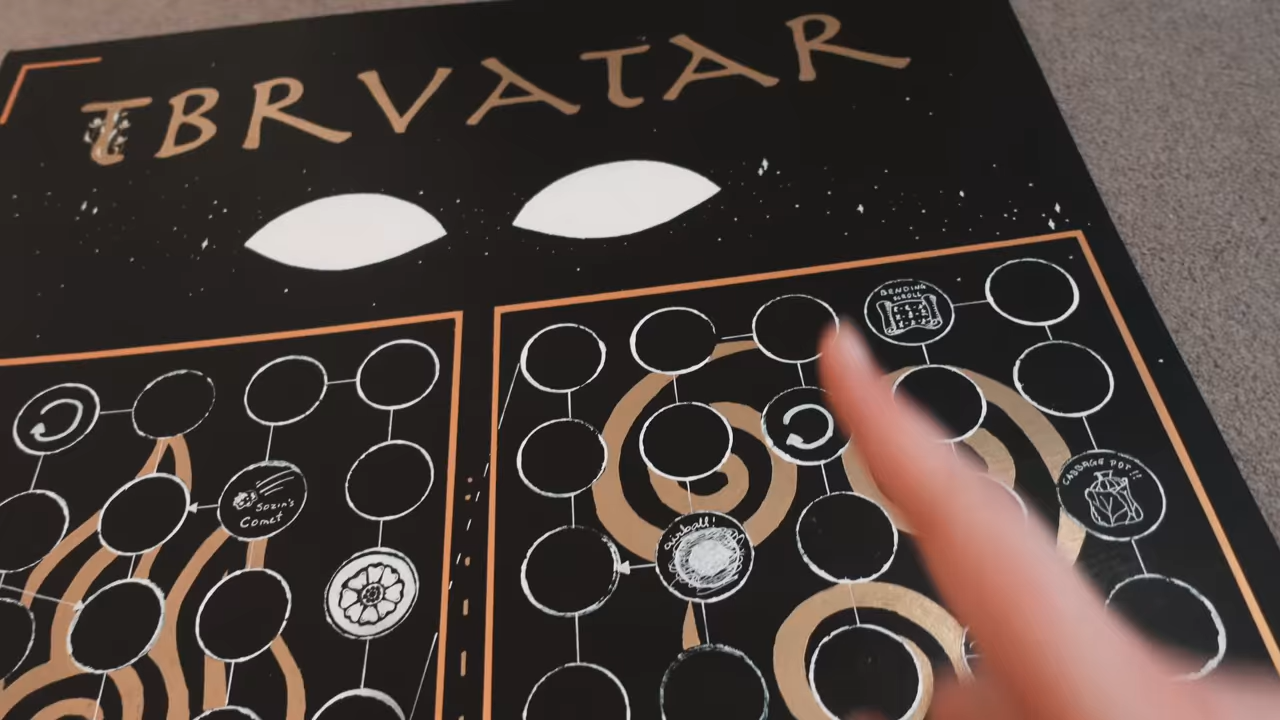 TBRVATAR
BENDING
SCROLL
CABBAGE POT!!
Sozin's
Comet
airball!